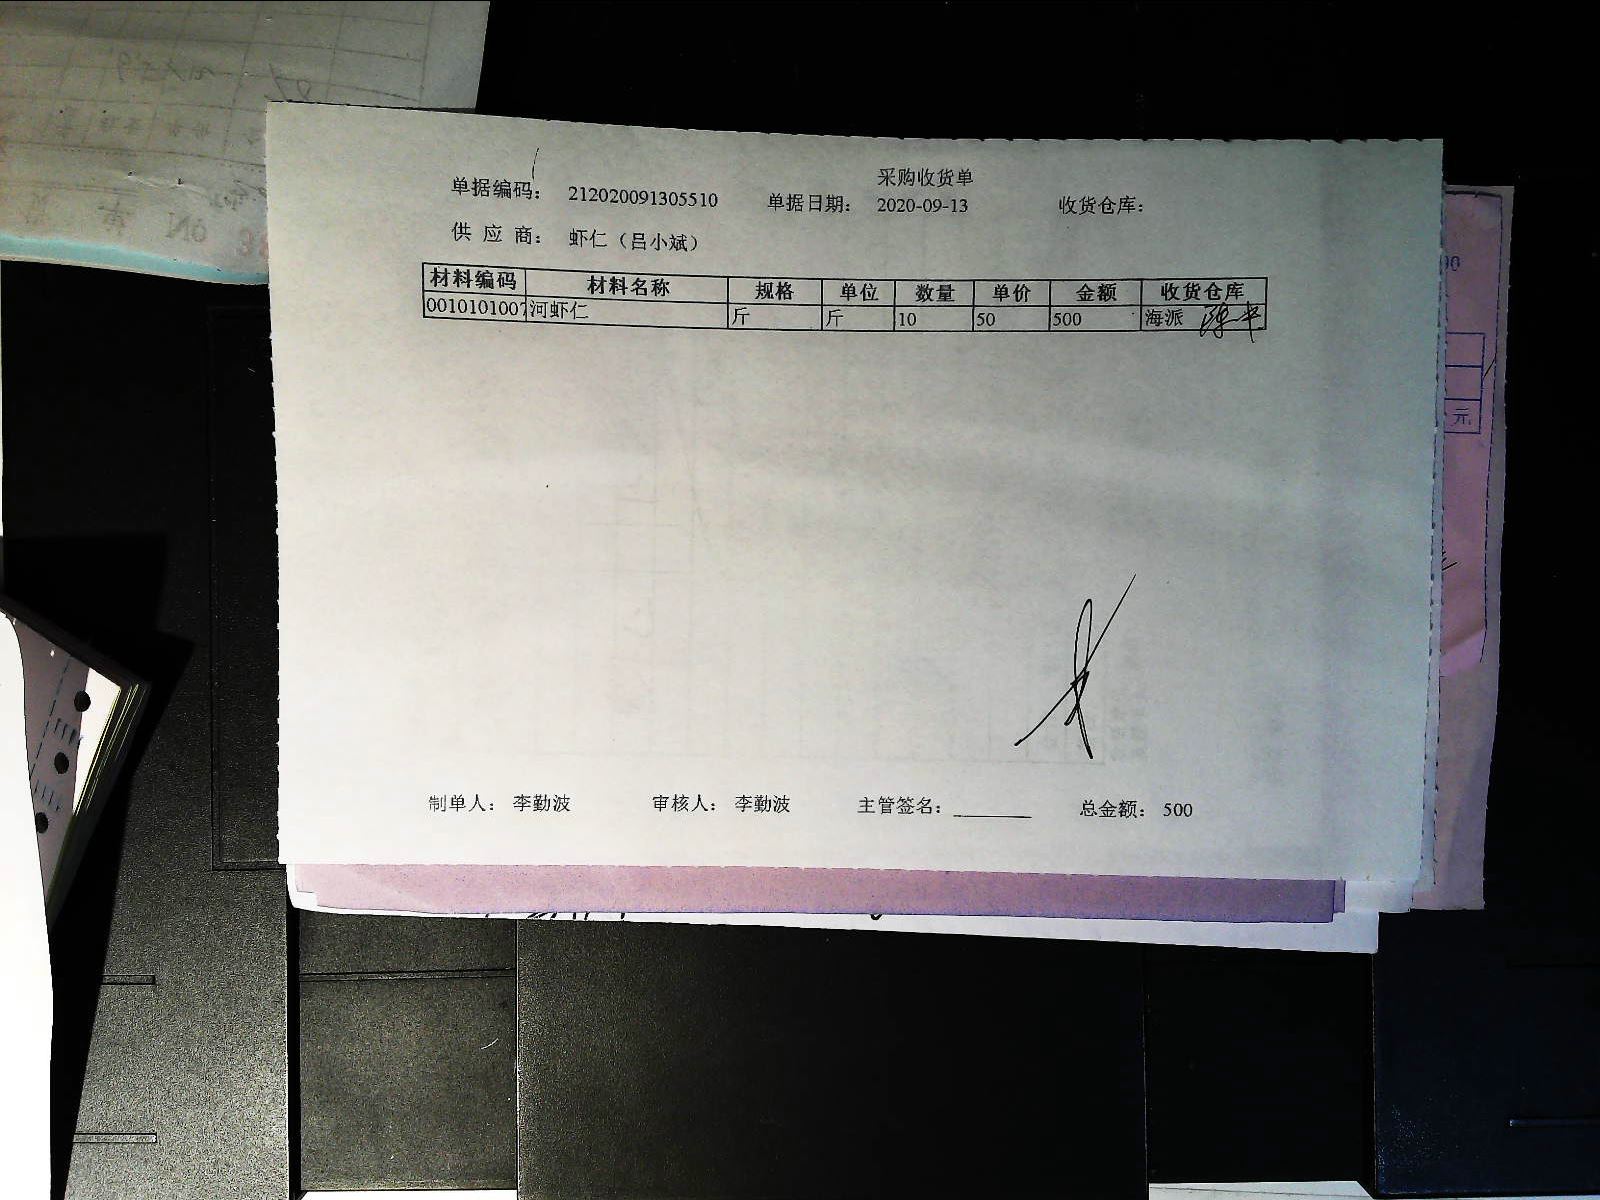 采购收货单
单据编码: 212020091305510 单据日期: 2020-09-13 收货仓库:
供 应 商: 虾仁（吕小斌）
材料编码 材料名称 规格 单位 数量 单价 金额 收货仓库
0010101007 河虾仁 斤 斤 10 50 500 海派
制单人: 李勤波 审核人: 李勤波 主管签名: 总金额: 500
元